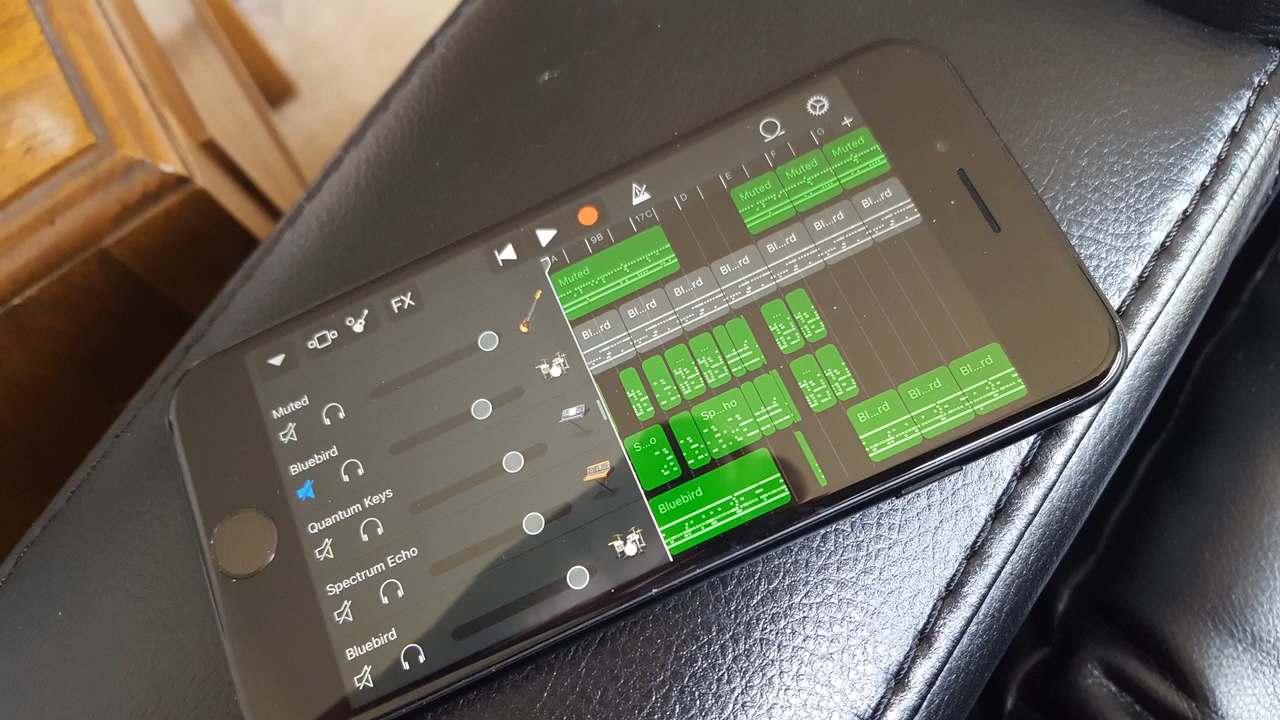 FX
A 9B 17C D E F G +
Muted Muted Muted Muted
Muted
Bl...rd Bl...rd Bl...rd Bl...rd Bl...rd Bl...rd Bl...rd
Bluebird
Quantum Keys
Spectrum Echo
S...o Sp...ho Bl...rd Bl...rd Bl...rd
Bluebird
Bluebird